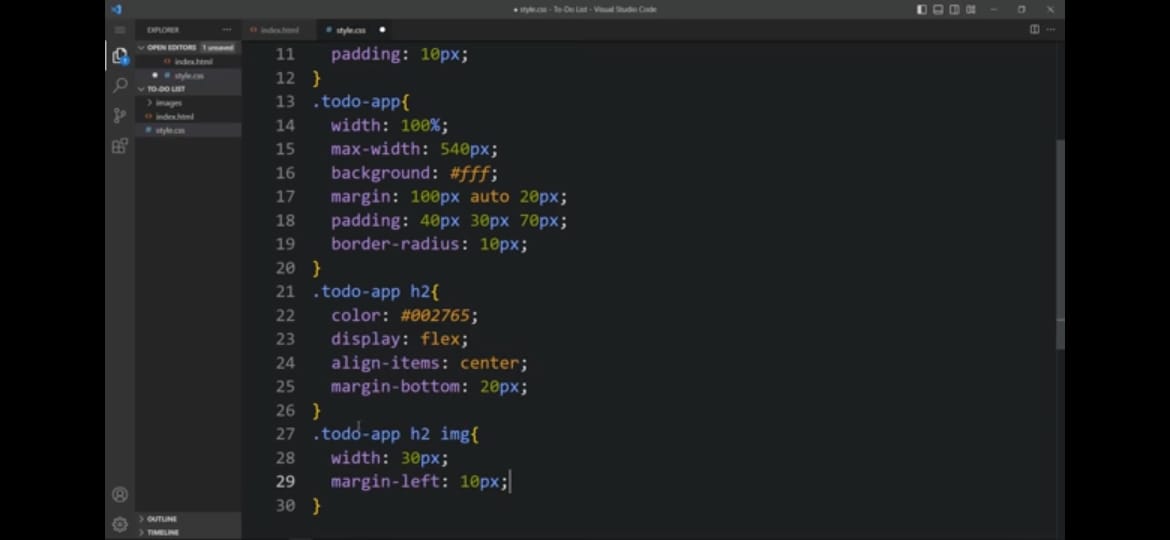 ● style.css - To-Do List - Visual Studio Code
EXPLORER
OPEN EDITORS 1 unsaved
index.html
style.css
TO-DO LIST
images
index.html
style.css
OUTLINE
TIMELINE
index.html
style.css
11 padding: 10px;
12 }
13 .todo-app{
14 width: 100%;
15 max-width: 540px;
16 background: #fff;
17 margin: 100px auto 20px;
18 padding: 40px 30px 70px;
19 border-radius: 10px;
20 }
21 .todo-app h2{
22 color: #002765;
23 display: flex;
24 align-items: center;
25 margin-bottom: 20px;
26 }
27 .todo-app h2 img{
28 width: 30px;
29 margin-left: 10px;
30 }